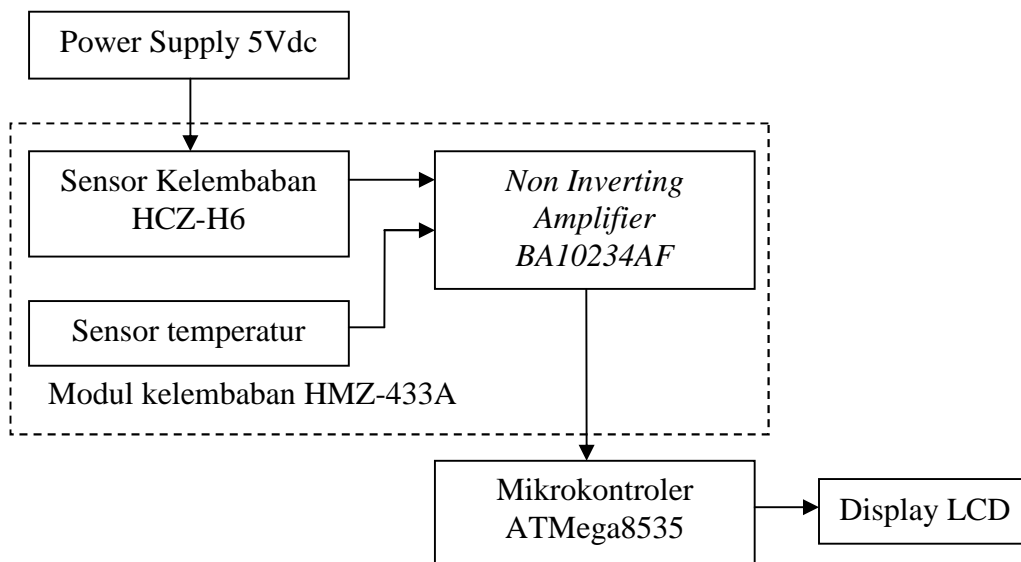 Power Supply 5Vdc
Sensor Kelembaban
HCZ-H6
Non Inverting
Amplifier
BA10234AF
Sensor temperatur
Modul kelembaban HMZ-433A
Mikrokontroler
ATMega8535
Display LCD